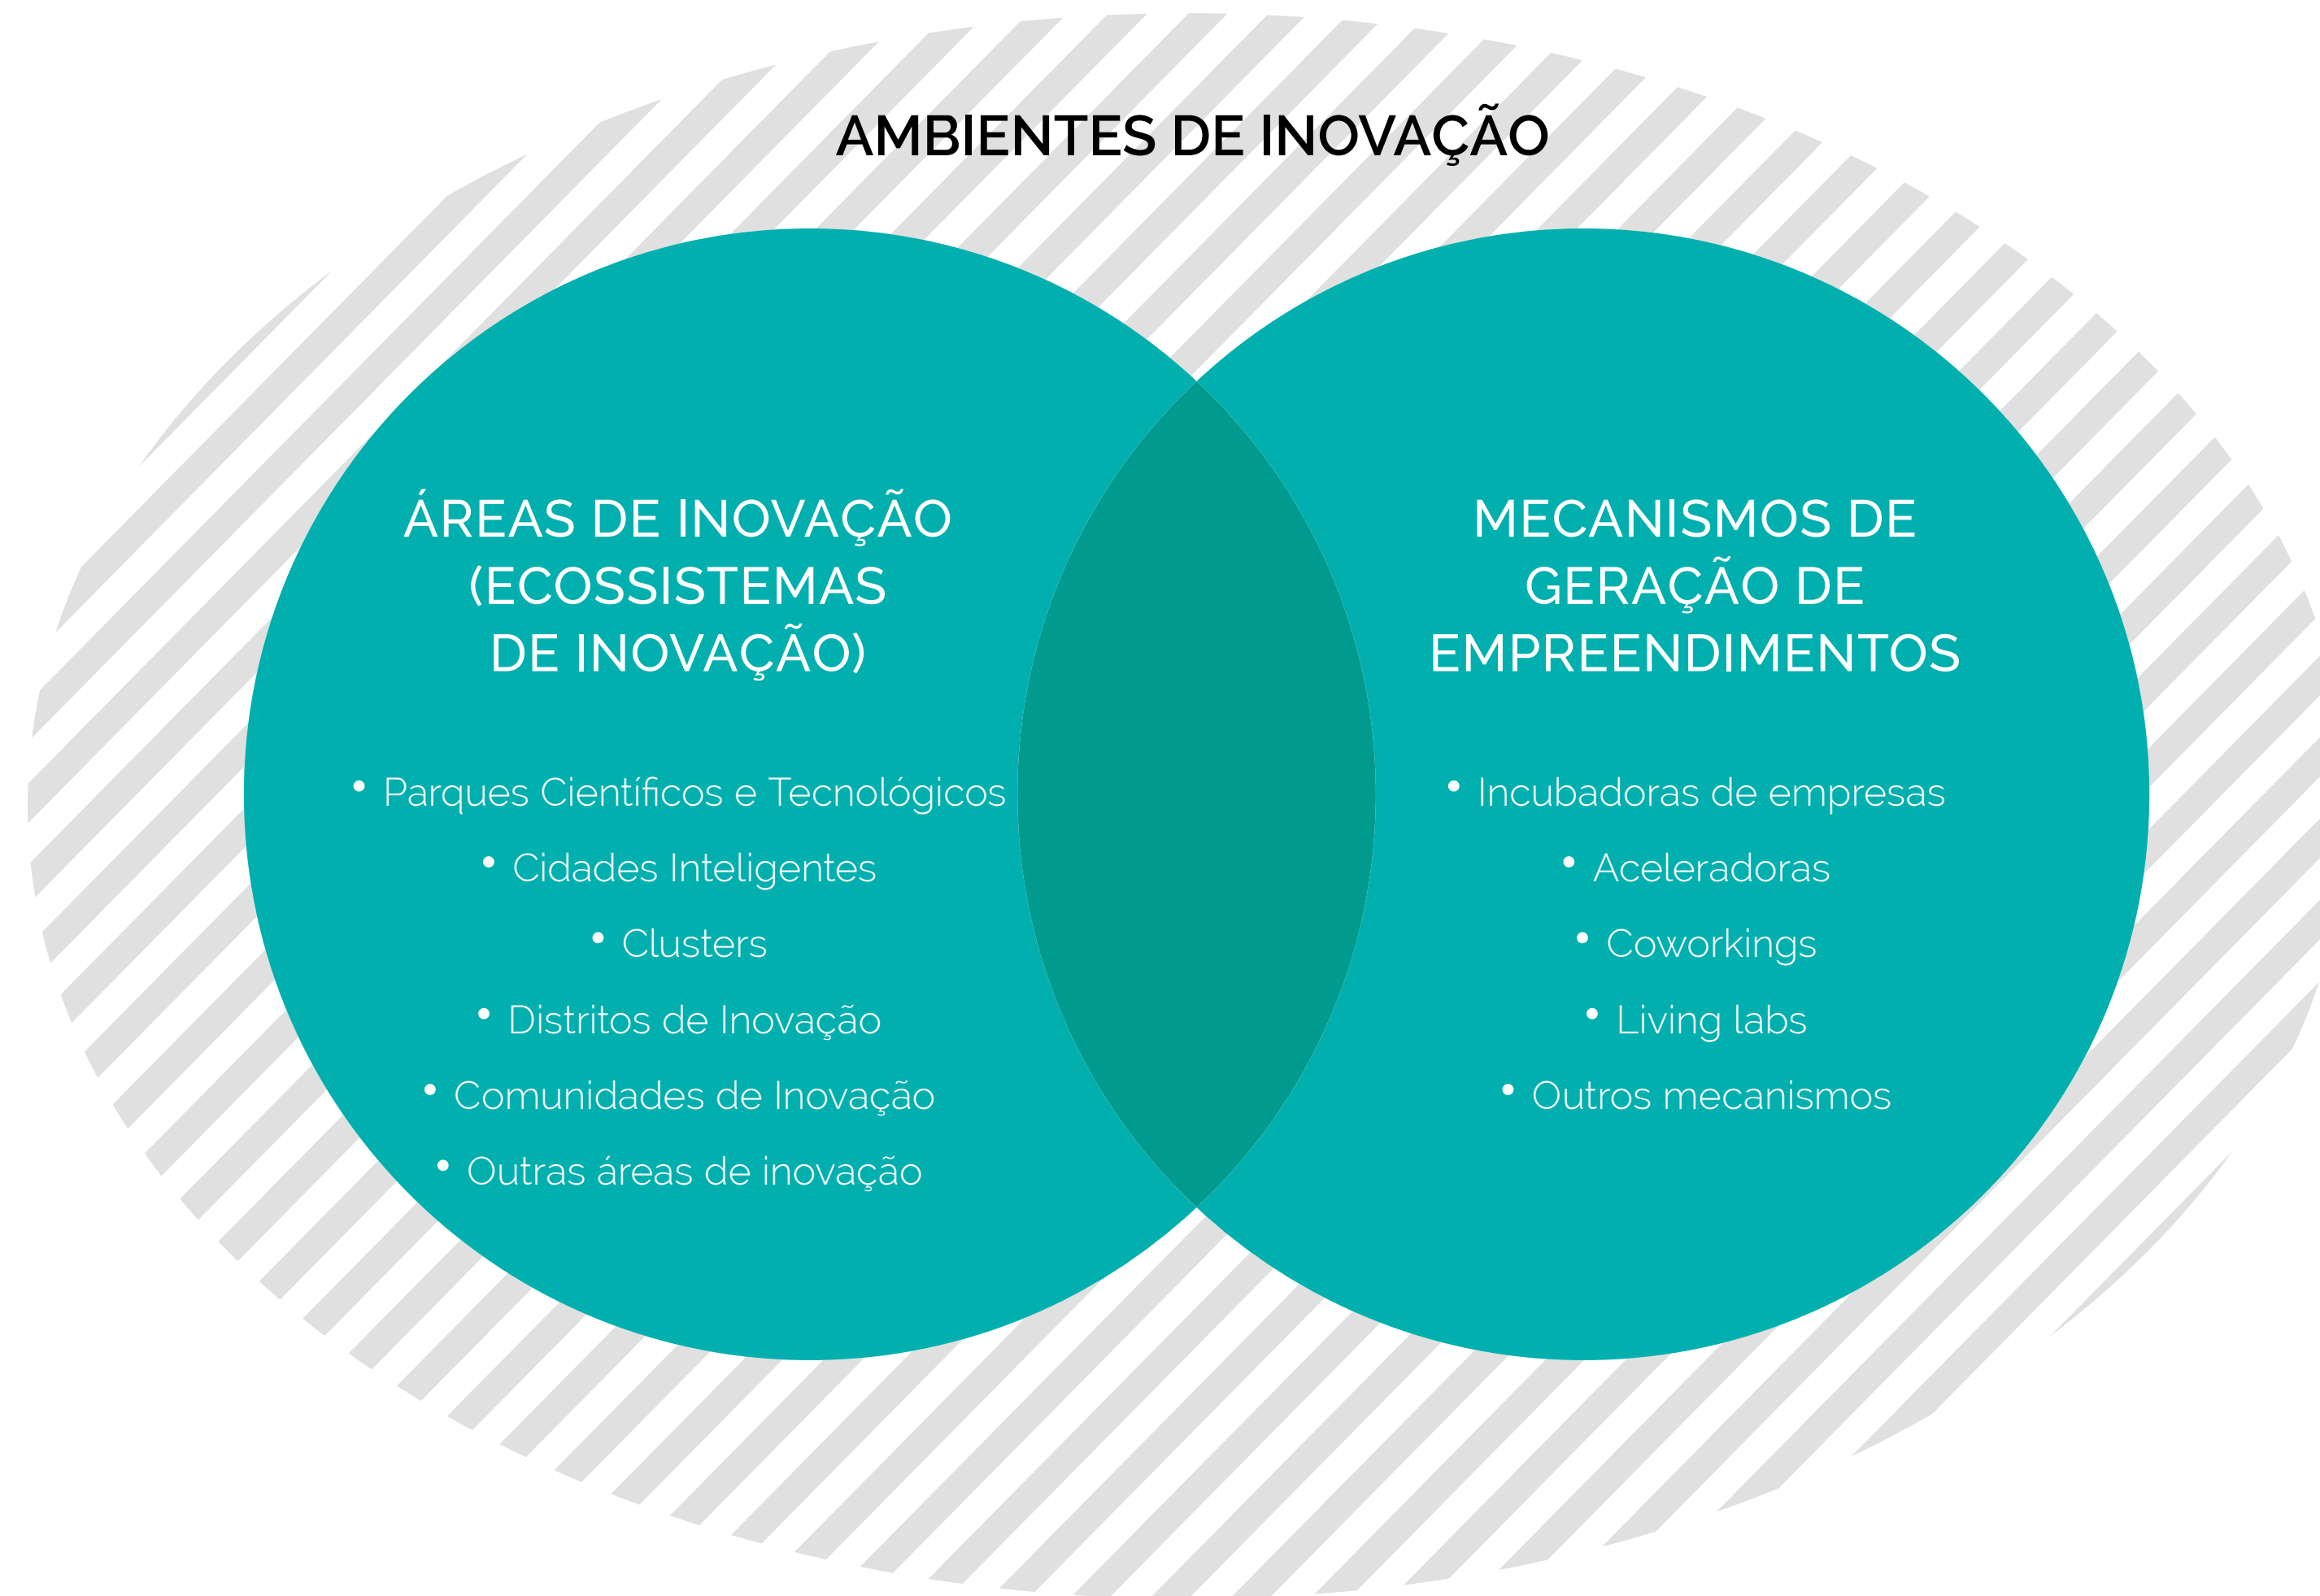 AMBIENTES DE INOVAÇÃO
ÁREAS DE INOVAÇÃO
(ECOSSISTEMAS
DE INOVAÇÃO)
• Parques Científicos e Tecnológicos
• Cidades Inteligentes
• Clusters
• Distritos de Inovação
• Comunidades de Inovação
• Outras áreas de inovação
MECANISMOS DE
GERAÇÃO DE
EMPREENDIMENTOS
• Incubadoras de empresas
• Aceleradoras
• Coworkings
• Living labs
• Outros mecanismos